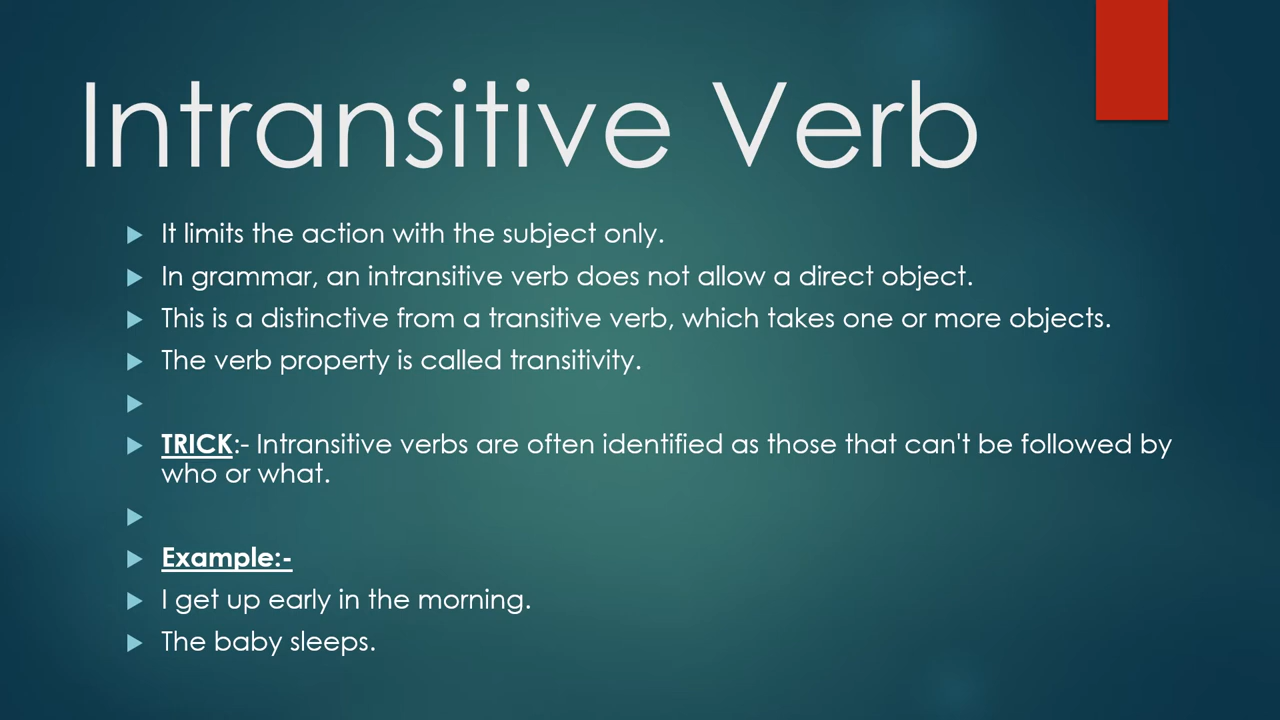 Intransitive Verb
It limits the action with the subject only.
In grammar, an intransitive verb does not allow a direct object.
This is a distinctive from a transitive verb, which takes one or more objects.
The verb property is called transitivity.
TRICK:- Intransitive verbs are often identified as those that can't be followed by
who or what.
Example:-
I get up early in the morning.
The baby sleeps.